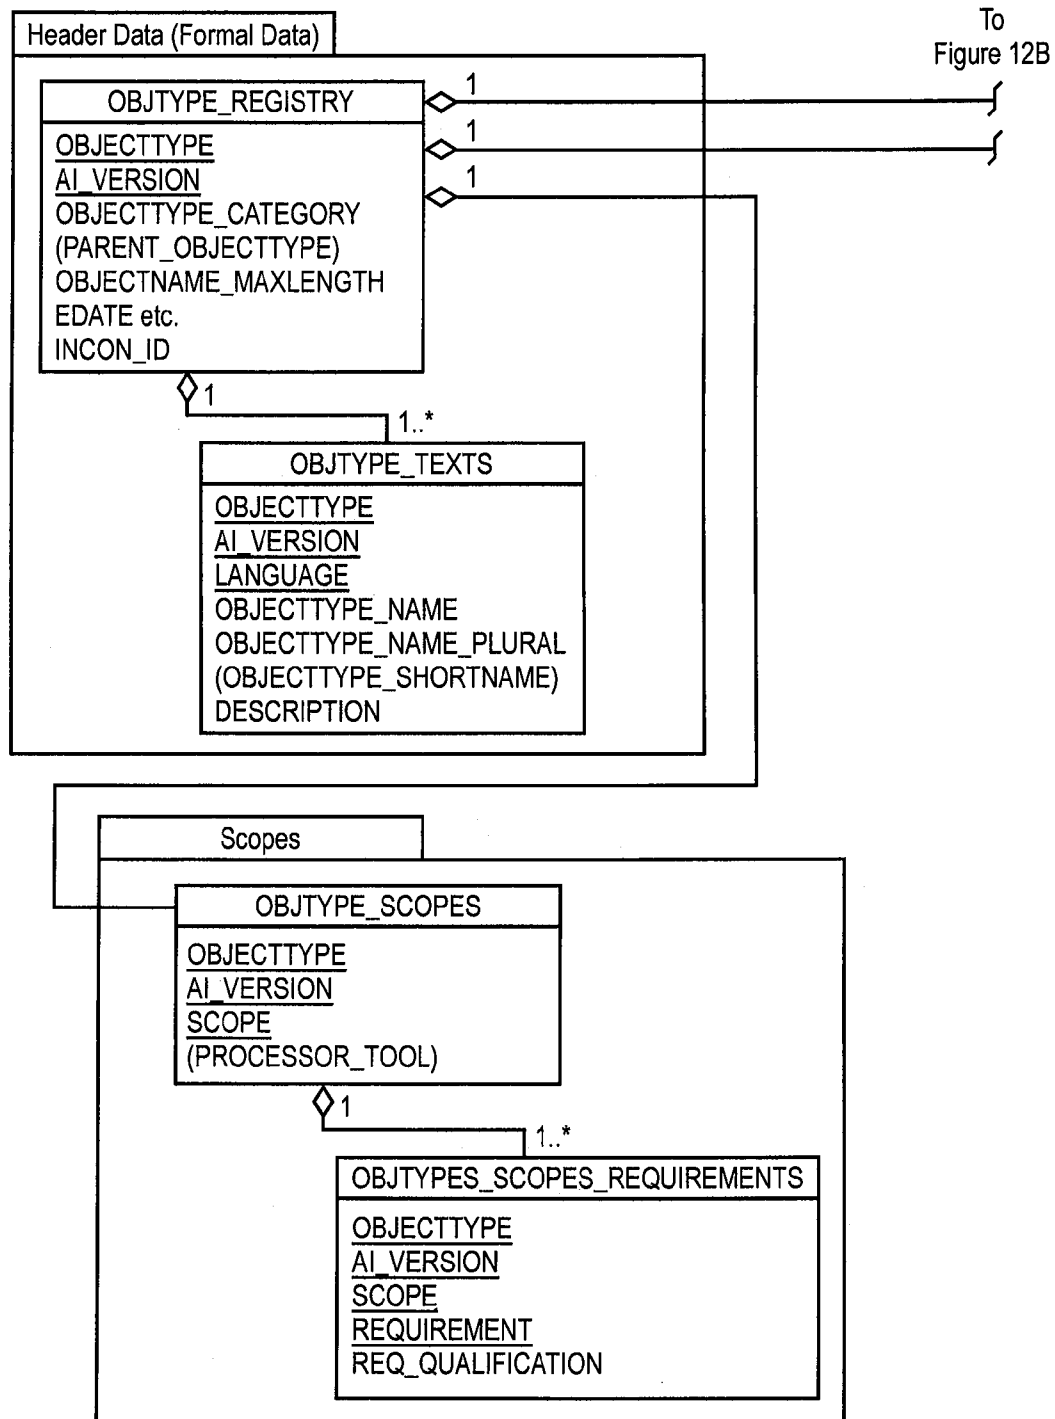 To
Figure 12B
Header Data (Formal Data)
OBJTYPE_REGISTRY
1
OBJECTTYPE
1
AI_VERSION
1
OBJECTTYPE_CATEGORY
(PARENT_OBJECTTYPE)
OBJECTNAME_MAXLENGTH
EDATE etc.
INCON_ID
1
1..*
OBJTYPE_TEXTS
OBJECTTYPE
AI_VERSION
LANGUAGE
OBJECTTYPE_NAME
OBJECTTYPE_NAME_PLURAL
(OBJECTTYPE_SHORTNAME)
DESCRIPTION
Scopes
OBJTYPE_SCOPES
OBJECTTYPE
AI_VERSION
SCOPE
(PROCESSOR_TOOL)
1
1..*
OBJTYPES_SCOPES_REQUIREMENTS
OBJECTTYPE
AI_VERSION
SCOPE
REQUIREMENT
REQ_QUALIFICATION